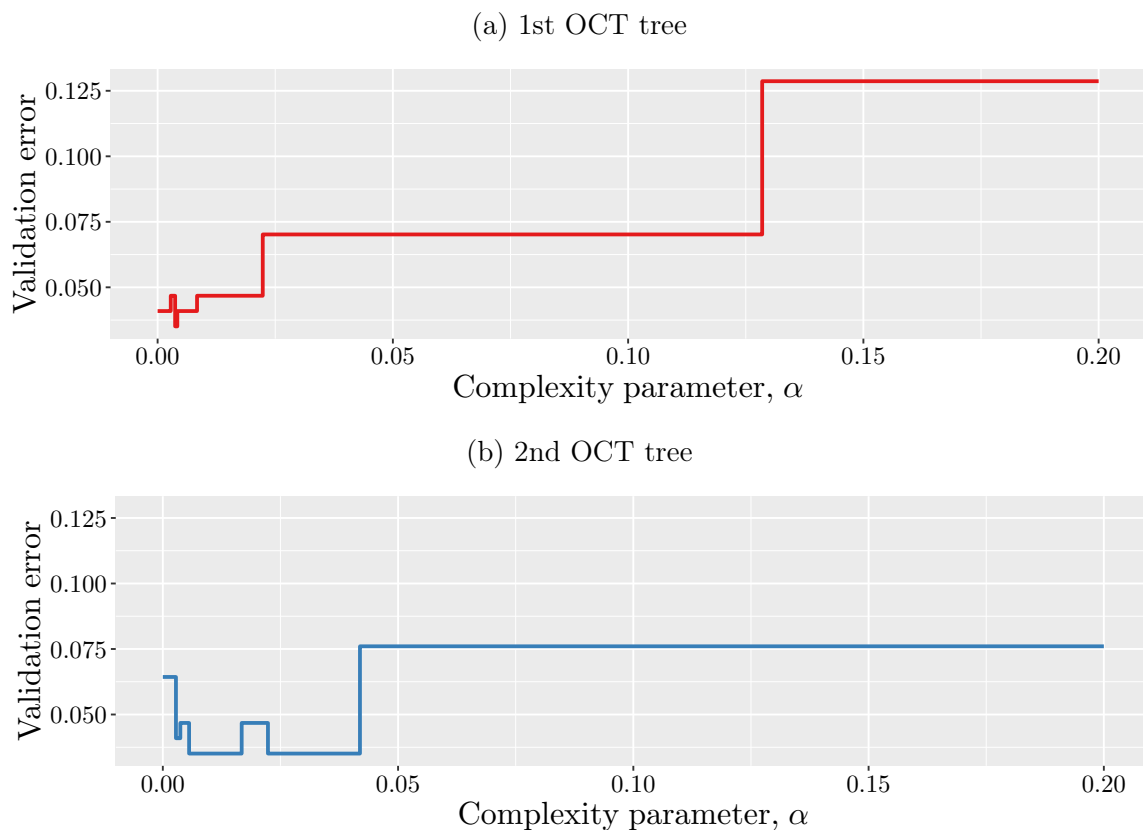 (a) 1st OCT tree
0.125
0.100
0.075
0.050
Validation error
0.00 0.05 0.10 0.15 0.20
Complexity parameter, α
(b) 2nd OCT tree
0.125
0.100
0.075
0.050
Validation error
0.00 0.05 0.10 0.15 0.20
Complexity parameter, α